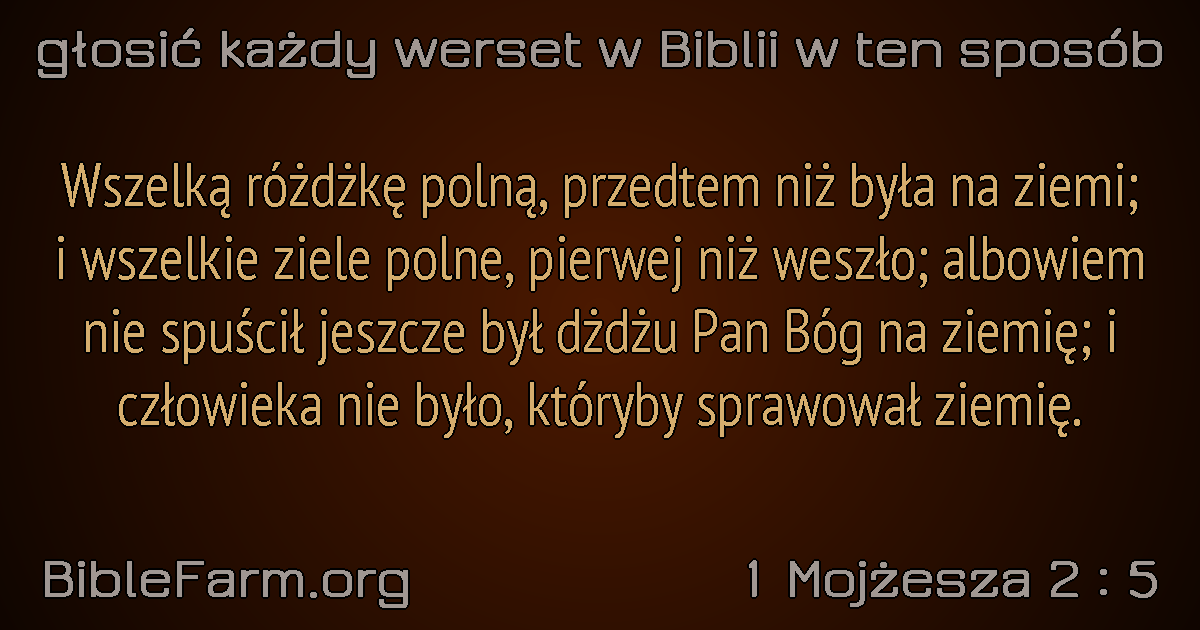 głosić każdy werset w Biblii w ten sposób
Wszelką różdżkę polną, przedtem niż była na ziemi;
i wszelkie ziele polne, pierwej niż weszło; albowiem
nie spuścił jeszcze był dżdżu Pan Bóg na ziemię; i
człowieka nie było, któryby sprawował ziemię.
BibleFarm.org
1 Mojżesza 2 : 5